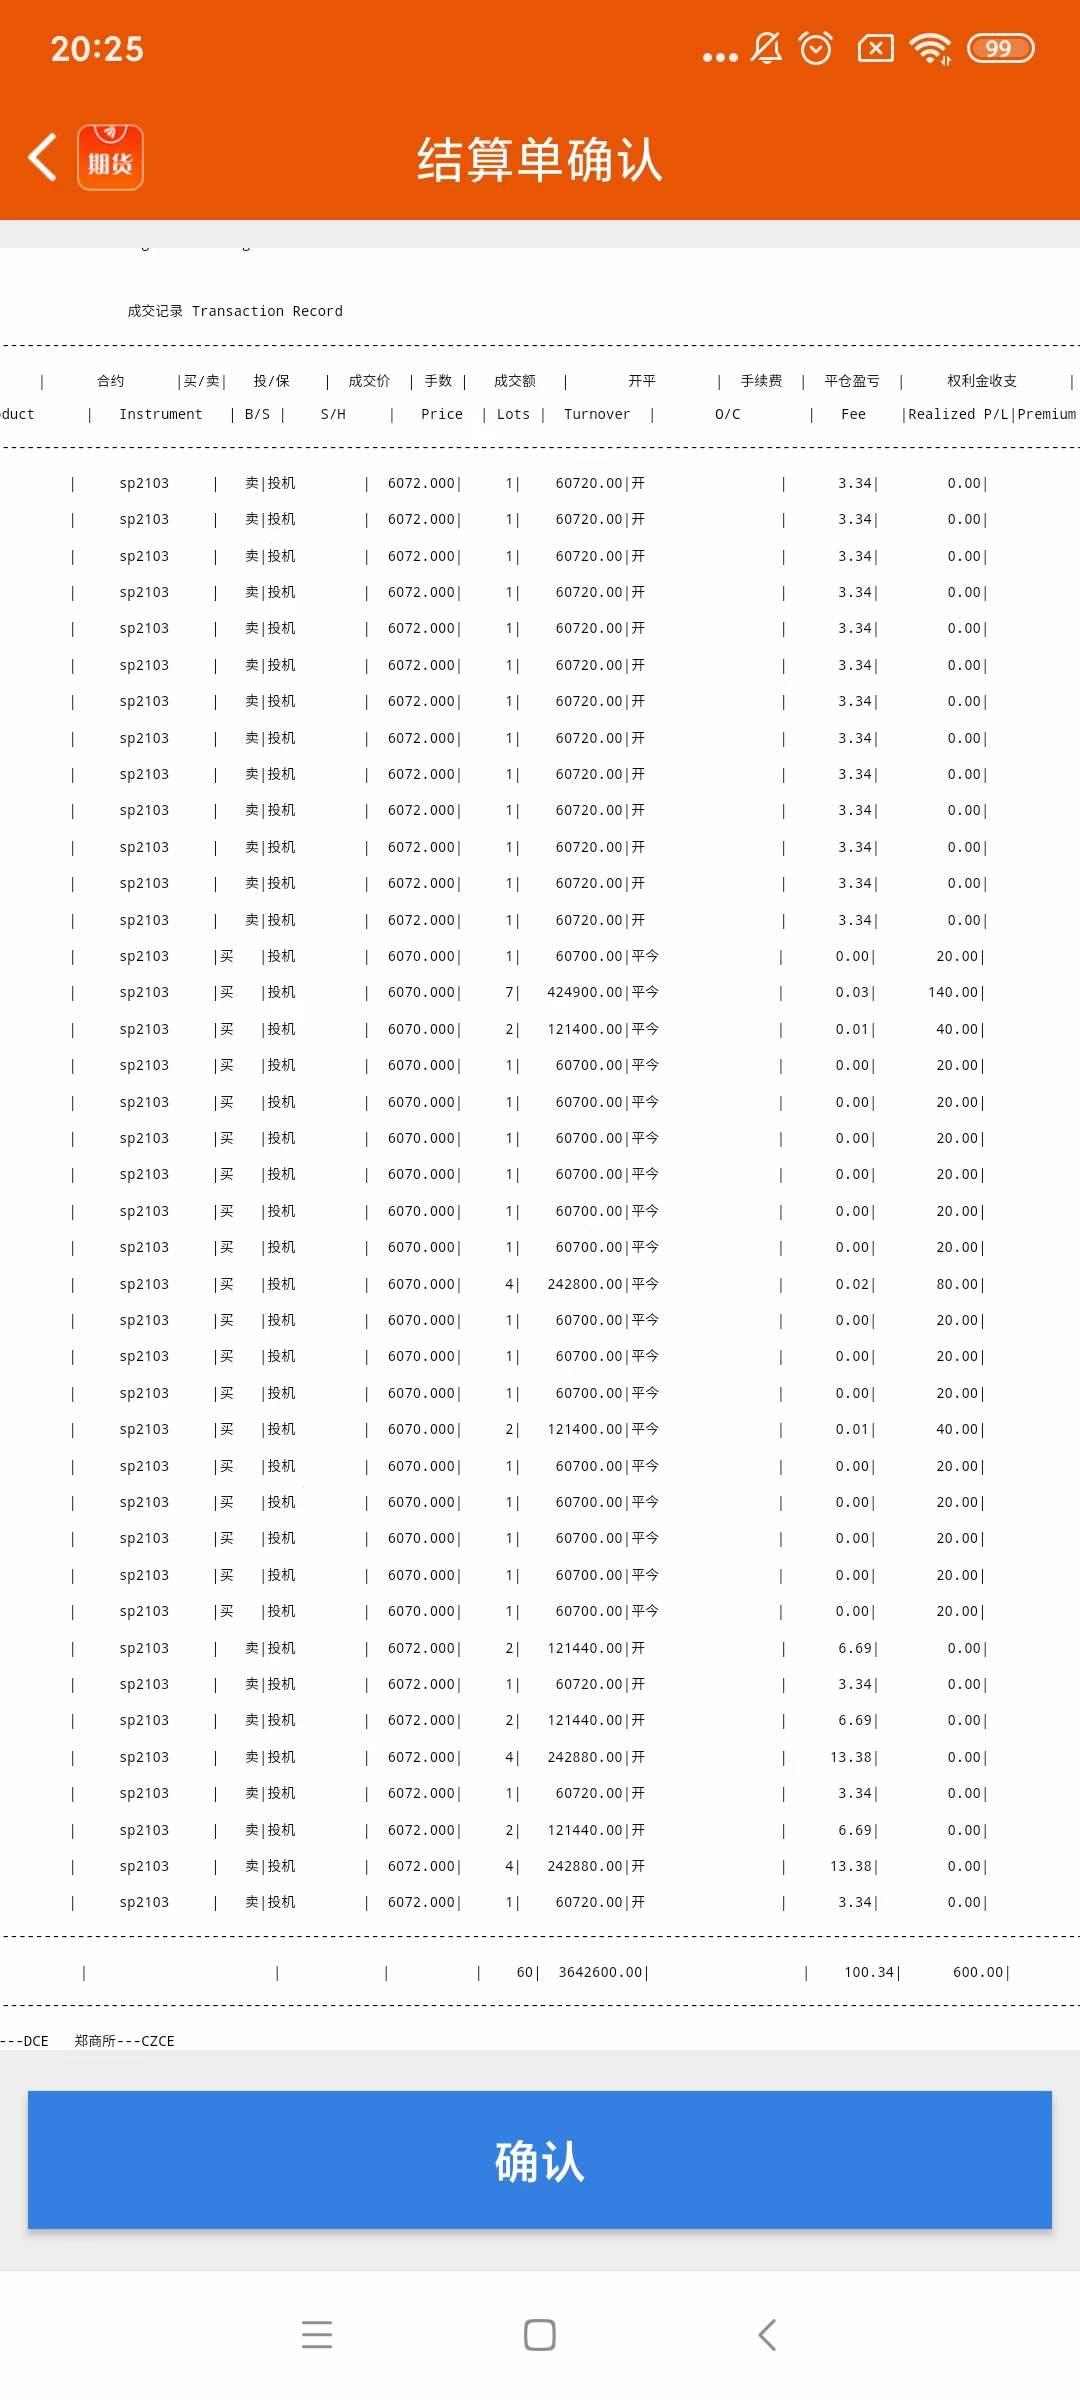 20:25
99
期货
结算单确认
成交记录 Transaction Record
| 合约 |买/卖| 投/保 | 成交价 | 手数 | 成交额 | 开平 | 手续费 | 平仓盈亏 | 权利金收支 |
duct | Instrument | B/S | S/H | Price | Lots | Turnover | O/C | Fee |Realized P/L|Premium
| sp2103 | 卖|投机 | 6072.000| 1| 60720.00|开 | 3.34| 0.00|
| sp2103 | 卖|投机 | 6072.000| 1| 60720.00|开 | 3.34| 0.00|
| sp2103 | 卖|投机 | 6072.000| 1| 60720.00|开 | 3.34| 0.00|
| sp2103 | 卖|投机 | 6072.000| 1| 60720.00|开 | 3.34| 0.00|
| sp2103 | 卖|投机 | 6072.000| 1| 60720.00|开 | 3.34| 0.00|
| sp2103 | 卖|投机 | 6072.000| 1| 60720.00|开 | 3.34| 0.00|
| sp2103 | 卖|投机 | 6072.000| 1| 60720.00|开 | 3.34| 0.00|
| sp2103 | 卖|投机 | 6072.000| 1| 60720.00|开 | 3.34| 0.00|
| sp2103 | 卖|投机 | 6072.000| 1| 60720.00|开 | 3.34| 0.00|
| sp2103 | 卖|投机 | 6072.000| 1| 60720.00|开 | 3.34| 0.00|
| sp2103 | 卖|投机 | 6072.000| 1| 60720.00|开 | 3.34| 0.00|
| sp2103 | 卖|投机 | 6072.000| 1| 60720.00|开 | 3.34| 0.00|
| sp2103 | 卖|投机 | 6072.000| 1| 60720.00|开 | 3.34| 0.00|
| sp2103 |买 |投机 | 6070.000| 1| 60700.00|平今 | 0.00| 20.00|
| sp2103 |买 |投机 | 6070.000| 7| 424900.00|平今 | 0.03| 140.00|
| sp2103 |买 |投机 | 6070.000| 2| 121400.00|平今 | 0.01| 40.00|
| sp2103 |买 |投机 | 6070.000| 1| 60700.00|平今 | 0.00| 20.00|
| sp2103 |买 |投机 | 6070.000| 1| 60700.00|平今 | 0.00| 20.00|
| sp2103 |买 |投机 | 6070.000| 1| 60700.00|平今 | 0.00| 20.00|
| sp2103 |买 |投机 | 6070.000| 1| 60700.00|平今 | 0.00| 20.00|
| sp2103 |买 |投机 | 6070.000| 1| 60700.00|平今 | 0.00| 20.00|
| sp2103 |买 |投机 | 6070.000| 1| 60700.00|平今 | 0.00| 20.00|
| sp2103 |买 |投机 | 6070.000| 4| 242800.00|平今 | 0.02| 80.00|
| sp2103 |买 |投机 | 6070.000| 1| 60700.00|平今 | 0.00| 20.00|
| sp2103 |买 |投机 | 6070.000| 1| 60700.00|平今 | 0.00| 20.00|
| sp2103 |买 |投机 | 6070.000| 1| 60700.00|平今 | 0.00| 20.00|
| sp2103 |买 |投机 | 6070.000| 2| 121400.00|平今 | 0.01| 40.00|
| sp2103 |买 |投机 | 6070.000| 1| 60700.00|平今 | 0.00| 20.00|
| sp2103 |买 |投机 | 6070.000| 1| 60700.00|平今 | 0.00| 20.00|
| sp2103 |买 |投机 | 6070.000| 1| 60700.00|平今 | 0.00| 20.00|
| sp2103 |买 |投机 | 6070.000| 1| 60700.00|平今 | 0.00| 20.00|
| sp2103 |买 |投机 | 6070.000| 1| 60700.00|平今 | 0.00| 20.00|
| sp2103 | 卖|投机 | 6072.000| 2| 121440.00|开 | 6.69| 0.00|
| sp2103 | 卖|投机 | 6072.000| 1| 60720.00|开 | 3.34| 0.00|
| sp2103 | 卖|投机 | 6072.000| 2| 121440.00|开 | 6.69| 0.00|
| sp2103 | 卖|投机 | 6072.000| 4| 242880.00|开 | 13.38| 0.00|
| sp2103 | 卖|投机 | 6072.000| 1| 60720.00|开 | 3.34| 0.00|
| sp2103 | 卖|投机 | 6072.000| 2| 121440.00|开 | 6.69| 0.00|
| sp2103 | 卖|投机 | 6072.000| 4| 242880.00|开 | 13.38| 0.00|
| sp2103 | 卖|投机 | 6072.000| 1| 60720.00|开 | 3.34| 0.00|
| | | | 60| 3642600.00| | 100.34| 600.00|
---DCE 郑商所---CZCE
确认